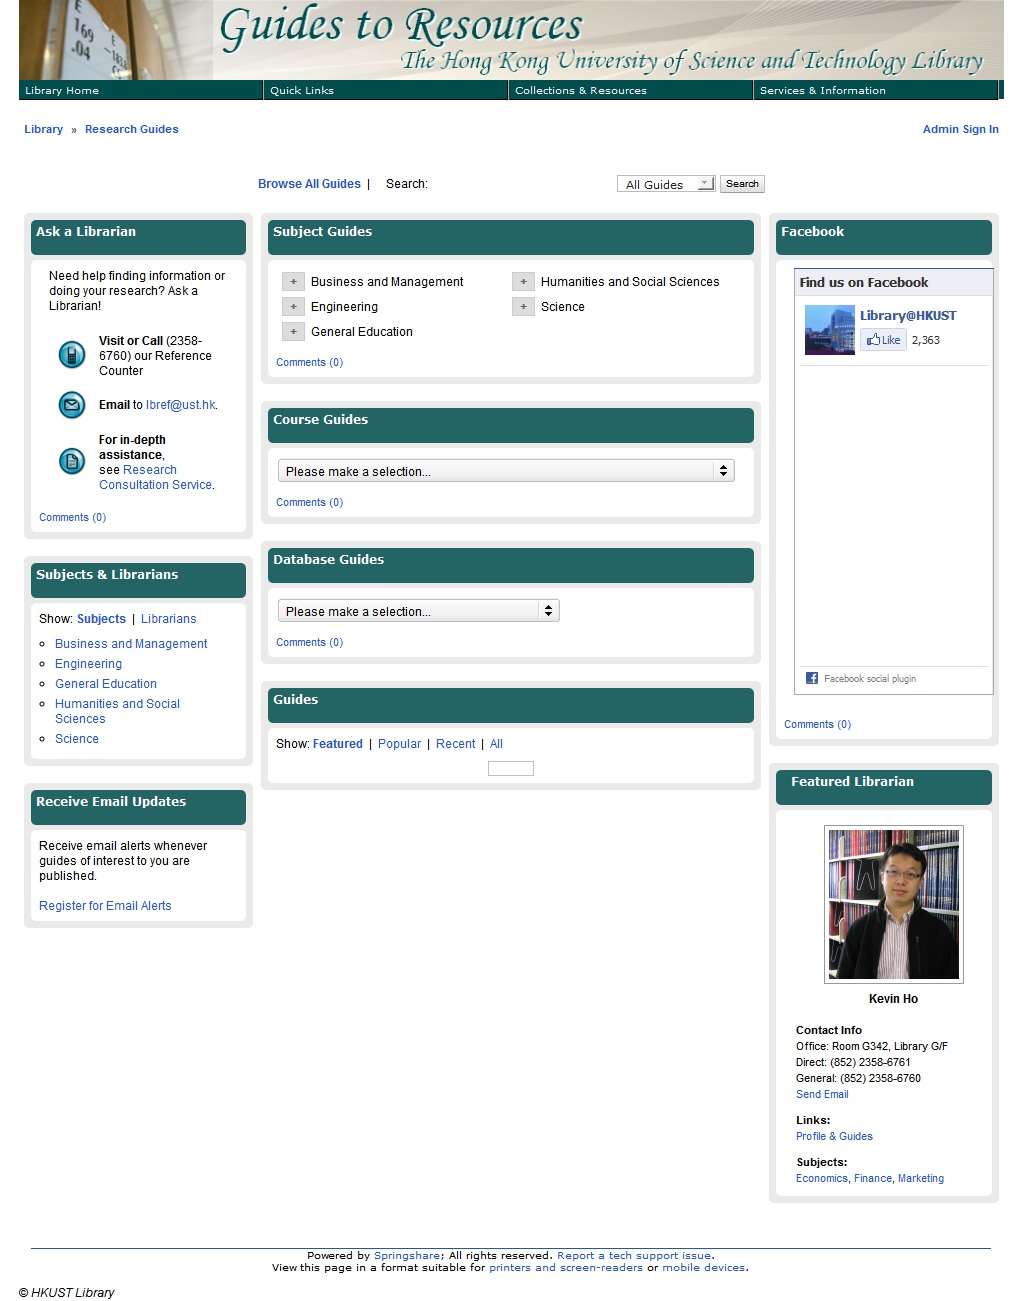 E
169
.04
E
Guides to Resources
The Hong Kong University of Science and Technology Library
Library Home
Quick Links
Collections & Resources
Services & Information
Library » Research Guides
Admin Sign In
Browse All Guides | Search:
All Guides
Search
Ask a Librarian
Need help finding information or
doing your research? Ask a
Librarian!
Visit or Call (2358-
6760) our Reference
Counter
Email to lbref@ust.hk.
For in-depth
assistance,
see Research
Consultation Service.
Comments (0)
Subjects & Librarians
Show: Subjects | Librarians
Business and Management
Engineering
General Education
Humanities and Social
Sciences
Science
Receive Email Updates
Receive email alerts whenever
guides of interest to you are
published.
Register for Email Alerts
Subject Guides
+ Business and Management
+ Humanities and Social Sciences
+ Engineering
+ Science
+ General Education
Comments (0)
Course Guides
Please make a selection...
Comments (0)
Database Guides
Please make a selection...
Comments (0)
Guides
Show: Featured | Popular | Recent | All
Facebook
Find us on Facebook
Library@HKUST
Like 2,363
Facebook social plugin
Comments (0)
Featured Librarian
Kevin Ho
Contact Info
Office: Room G342, Library G/F
Direct: (852) 2358-6761
General: (852) 2358-6760
Send Email
Links:
Profile & Guides
Subjects:
Economics, Finance, Marketing
Powered by Springshare; All rights reserved. Report a tech support issue.
View this page in a format suitable for printers and screen-readers or mobile devices.
© HKUST Library